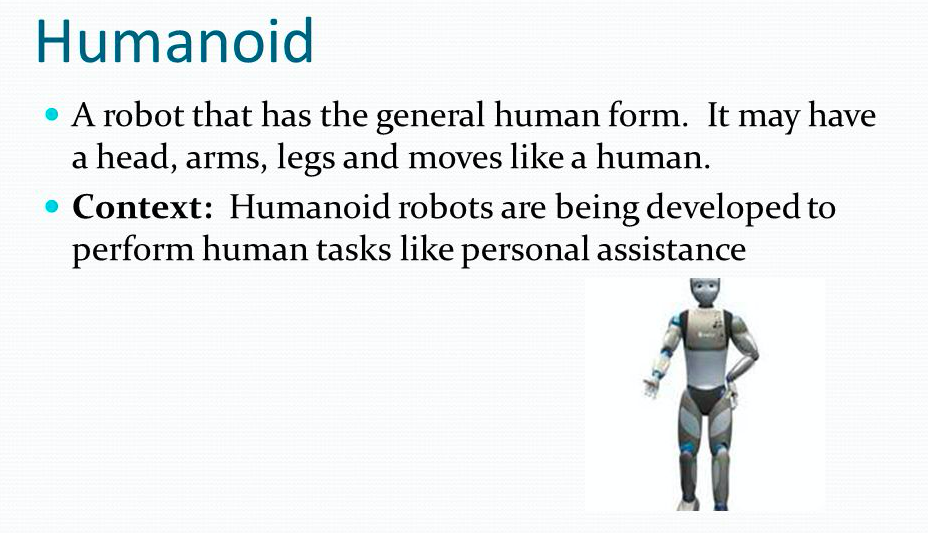 Humanoid
A robot that has the general human form. It may have
a head, arms, legs and moves like a human.
Context: Humanoid robots are being developed to
perform human tasks like personal assistance